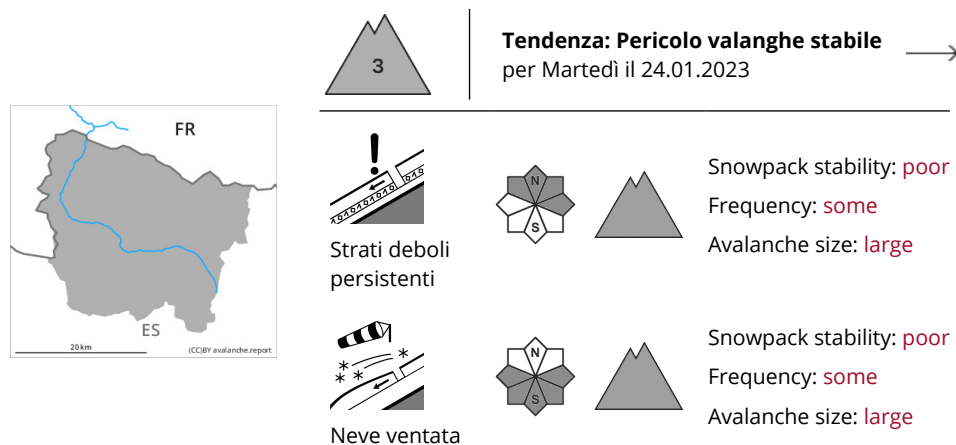 3
Tendenza: Pericolo valanghe stabile
per Martedì il 24.01.2023
FR
ES
20 km
(CC)BY avalanche.report
Strati deboli
persistenti
N
S
Snowpack stability: poor
Frequency: some
Avalanche size: large
Neve ventata
N
S
Snowpack stability: poor
Frequency: some
Avalanche size: large